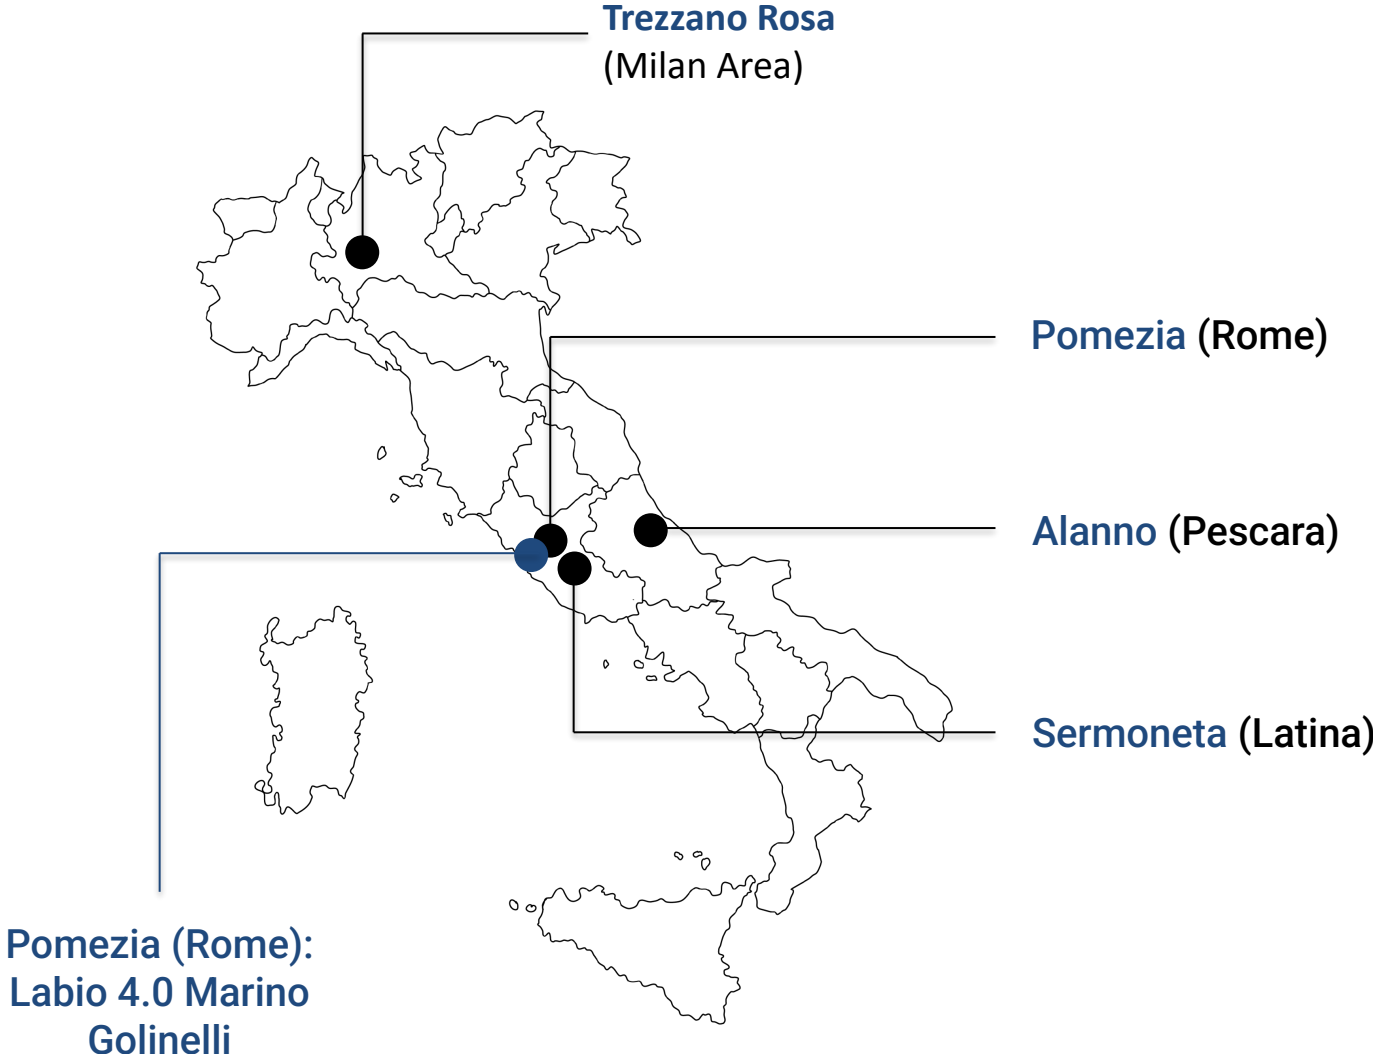 Trezzano Rosa
(Milan Area)
Pomezia (Rome)
Alanno (Pescara)
Sermoneta (Latina)
Pomezia (Rome):
Labio 4.0 Marino
Golinelli